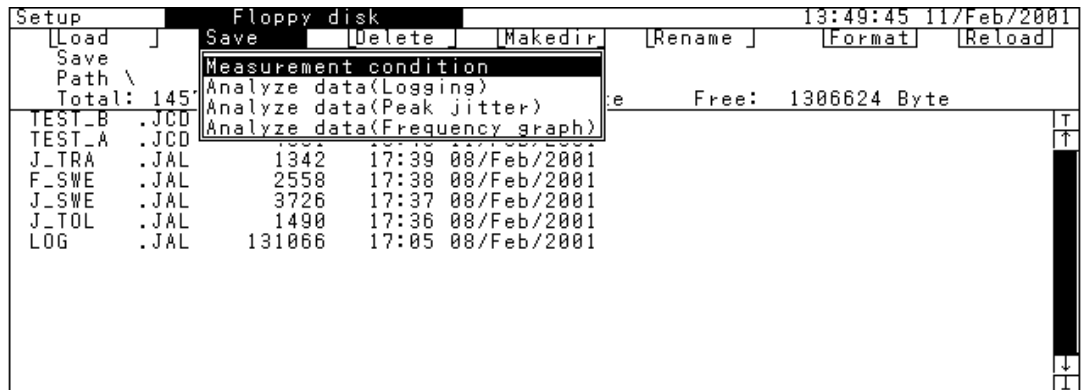 Setup Floppy disk 13:49:45 11/Feb/2001
Load Save Delete Makedir Rename Format Reload
Save
Path \
Measurement condition
Analyze data(Logging)
Analyze data(Peak jitter)
Analyze data(Frequency graph)
Total: Free: 1306624 Byte
TEST_B .JCD
TEST_A .JCD
J_TRA .JAL 1342 17:39 08/Feb/2001
F_SWE .JAL 2558 17:38 08/Feb/2001
J_SWE .JAL 3726 17:37 08/Feb/2001
J_TOL .JAL 1490 17:36 08/Feb/2001
LOG .JAL 131066 17:05 08/Feb/2001